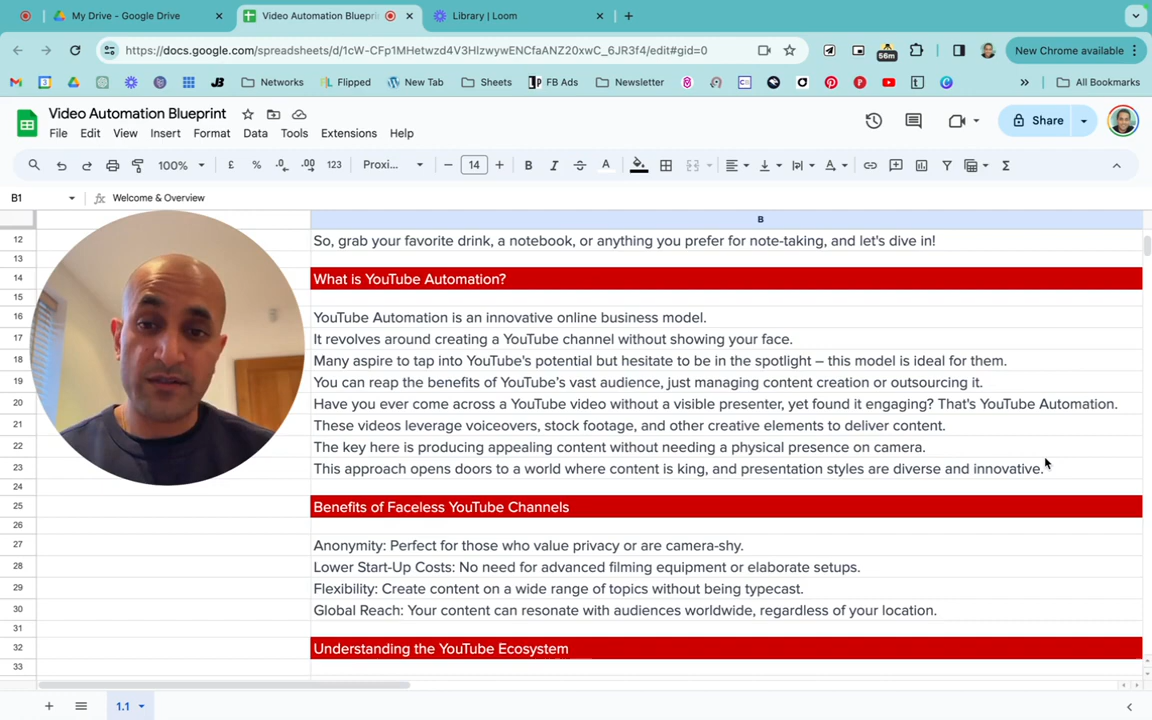 My Drive - Google Drive
Video Automation Bluepri
Library | Loom
https://docs.google.com/spreadsheets/d/1cW-CFp1MHetwzd4V3HIzwywENCfaANZ20xwC_6JR3f4/edit#gid=0
56m
New Chrome available
Networks
Flipped
New Tab
Sheets
FB Ads
Newsletter
All Bookmarks
Video Automation Blueprint
File Edit View Insert Format Data Tools Extensions Help
Share
100% £ % .0 .00 123 Proxi... 14 B I A
B1
Welcome & Overview
B
12 So, grab your favorite drink, a notebook, or anything you prefer for note-taking, and let's dive in!
13
14 What is YouTube Automation?
15
16 YouTube Automation is an innovative online business model.
17 It revolves around creating a YouTube channel without showing your face.
18 Many aspire to tap into YouTube's potential but hesitate to be in the spotlight – this model is ideal for them.
19 You can reap the benefits of YouTube's vast audience, just managing content creation or outsourcing it.
20 Have you ever come across a YouTube video without a visible presenter, yet found it engaging? That's YouTube Automation.
21 These videos leverage voiceovers, stock footage, and other creative elements to deliver content.
22 The key here is producing appealing content without needing a physical presence on camera.
23 This approach opens doors to a world where content is king, and presentation styles are diverse and innovative.
24
25 Benefits of Faceless YouTube Channels
26
27 Anonymity: Perfect for those who value privacy or are camera-shy.
28 Lower Start-Up Costs: No need for advanced filming equipment or elaborate setups.
29 Flexibility: Create content on a wide range of topics without being typecast.
30 Global Reach: Your content can resonate with audiences worldwide, regardless of your location.
31
32 Understanding the YouTube Ecosystem
33
1.1